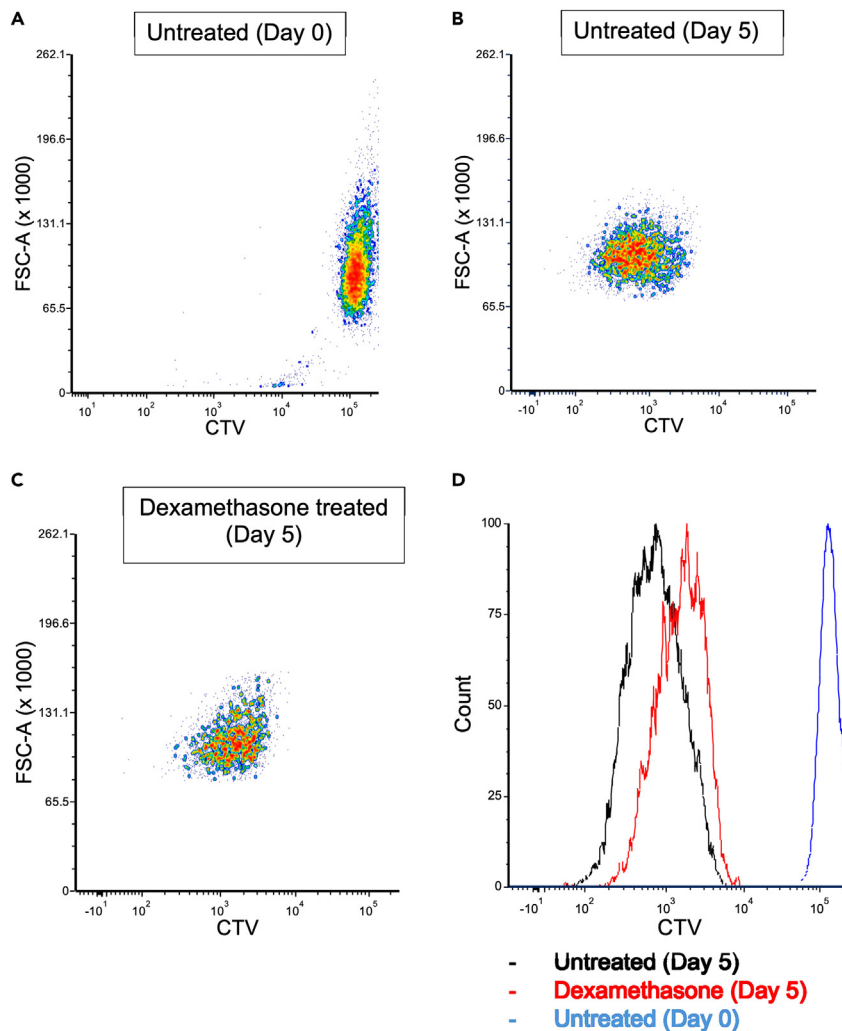 A
Untreated (Day 0)
262.1
196.6
131.1
65.5
0
FSC-A (x 1000)
10¹
10²
10³
10⁴
10⁵
CTV
B
Untreated (Day 5)
262.1
196.6
131.1
65.5
0
FSC-A (x 1000)
-10¹
10²
10³
10⁴
10⁵
CTV
C
Dexamethasone treated
(Day 5)
262.1
196.6
131.1
65.5
0
FSC-A (x 1000)
-10¹
10²
10³
10⁴
10⁵
CTV
D
100
75
50
25
0
Count
-10¹
10²
10³
10⁴
10⁵
CTV
- Untreated (Day 5)
- Dexamethasone (Day 5)
- Untreated (Day 0)